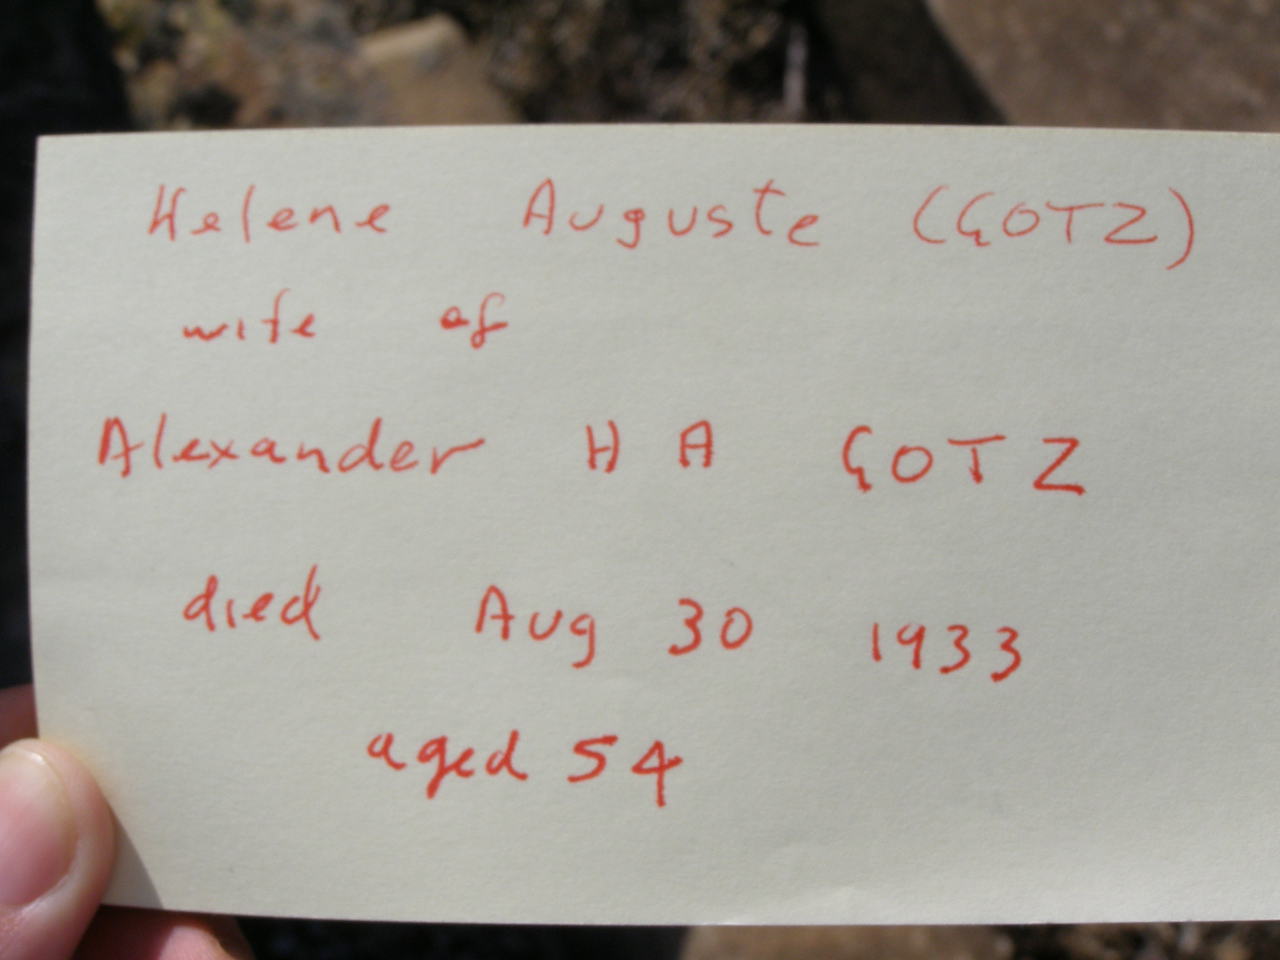 Helene Auguste (GOTZ)
wife of
Alexander H A GOTZ
died Aug 30 1933
aged 54